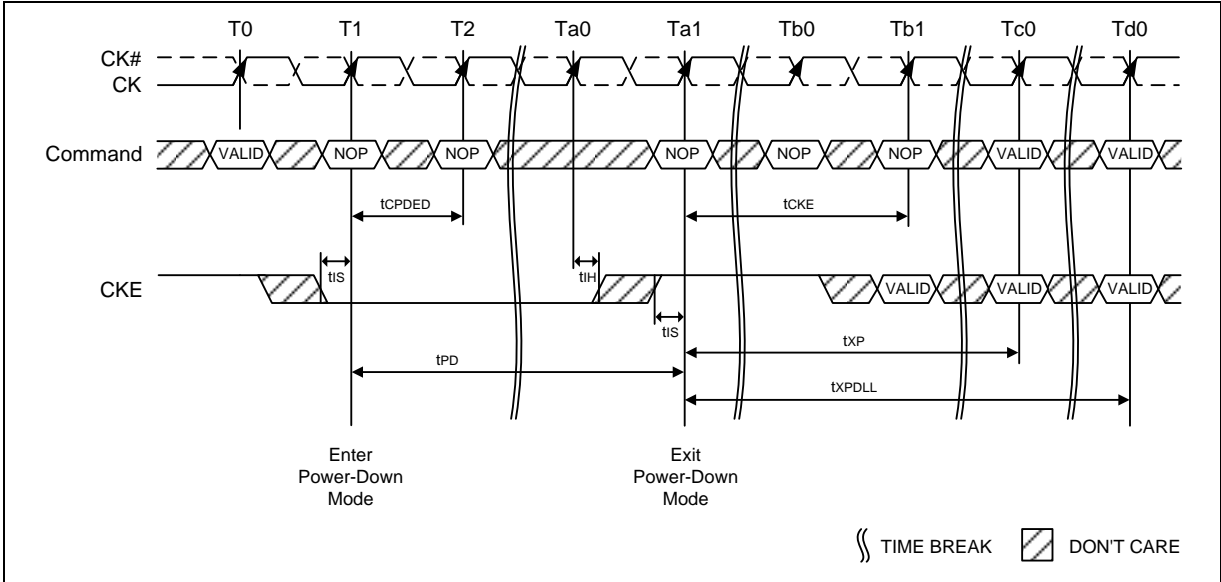 T0 T1 T2 Ta0 Ta1 Tb0 Tb1 Tc0 Td0
CK#
CK
Command VALID NOP NOP NOP NOP NOP VALID VALID
tCPDED tCKE
tIS tIH
CKE VALID VALID VALID
tIS
tXP
tPD
tXPDLL
Enter
Power-Down
Mode
Exit
Power-Down
Mode
TIME BREAK DON'T CARE